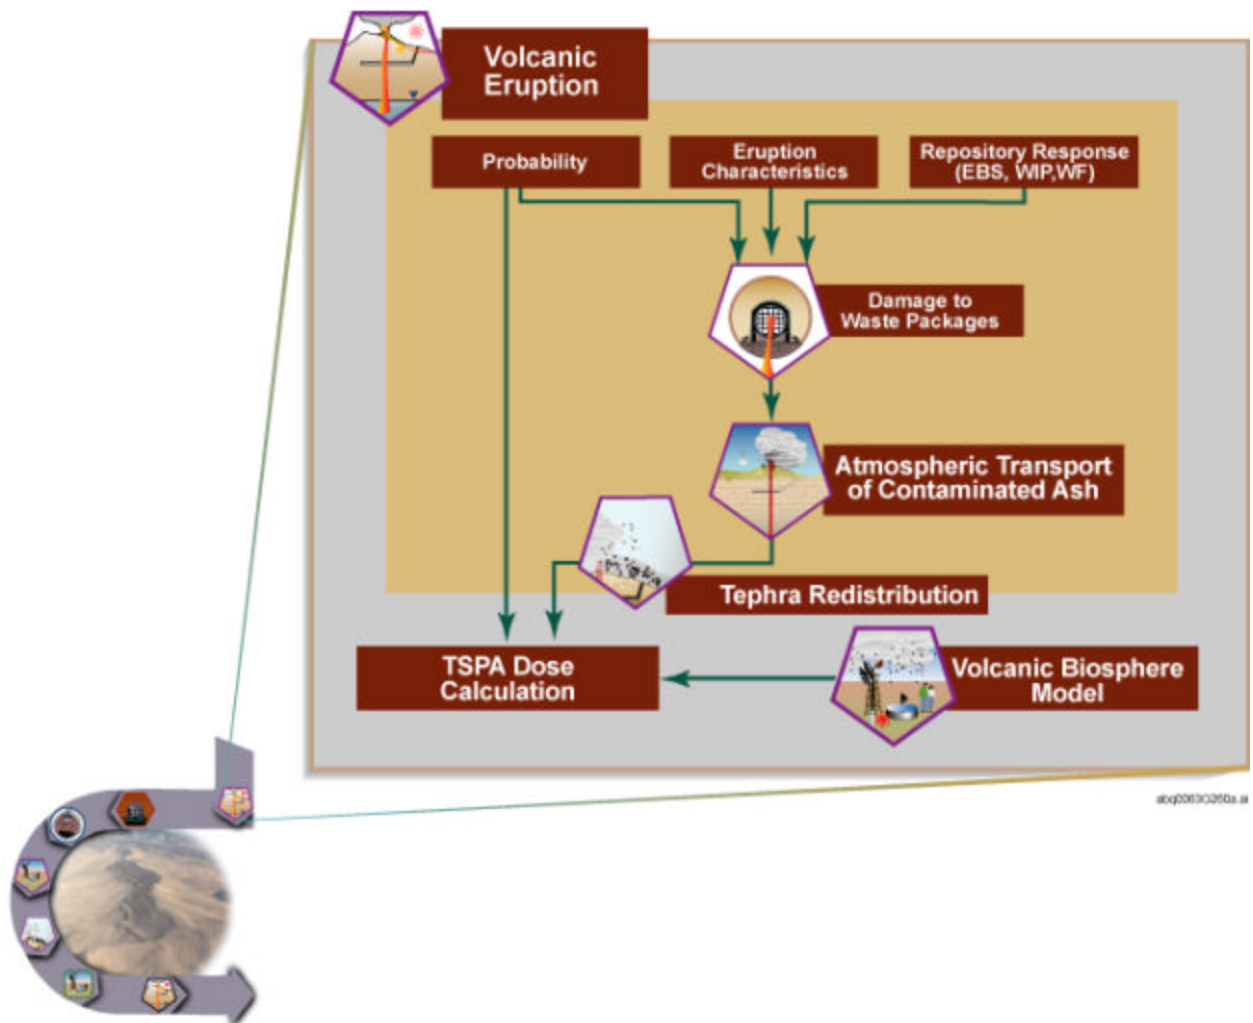 Volcanic
Eruption
Probability
Eruption
Characteristics
Repository Response
(EBS, WIP,WF)
Damage to
Waste Packages
Atmospheric Transport
of Contaminated Ash
Tephra Redistribution
TSPA Dose
Calculation
Volcanic Biosphere
Model